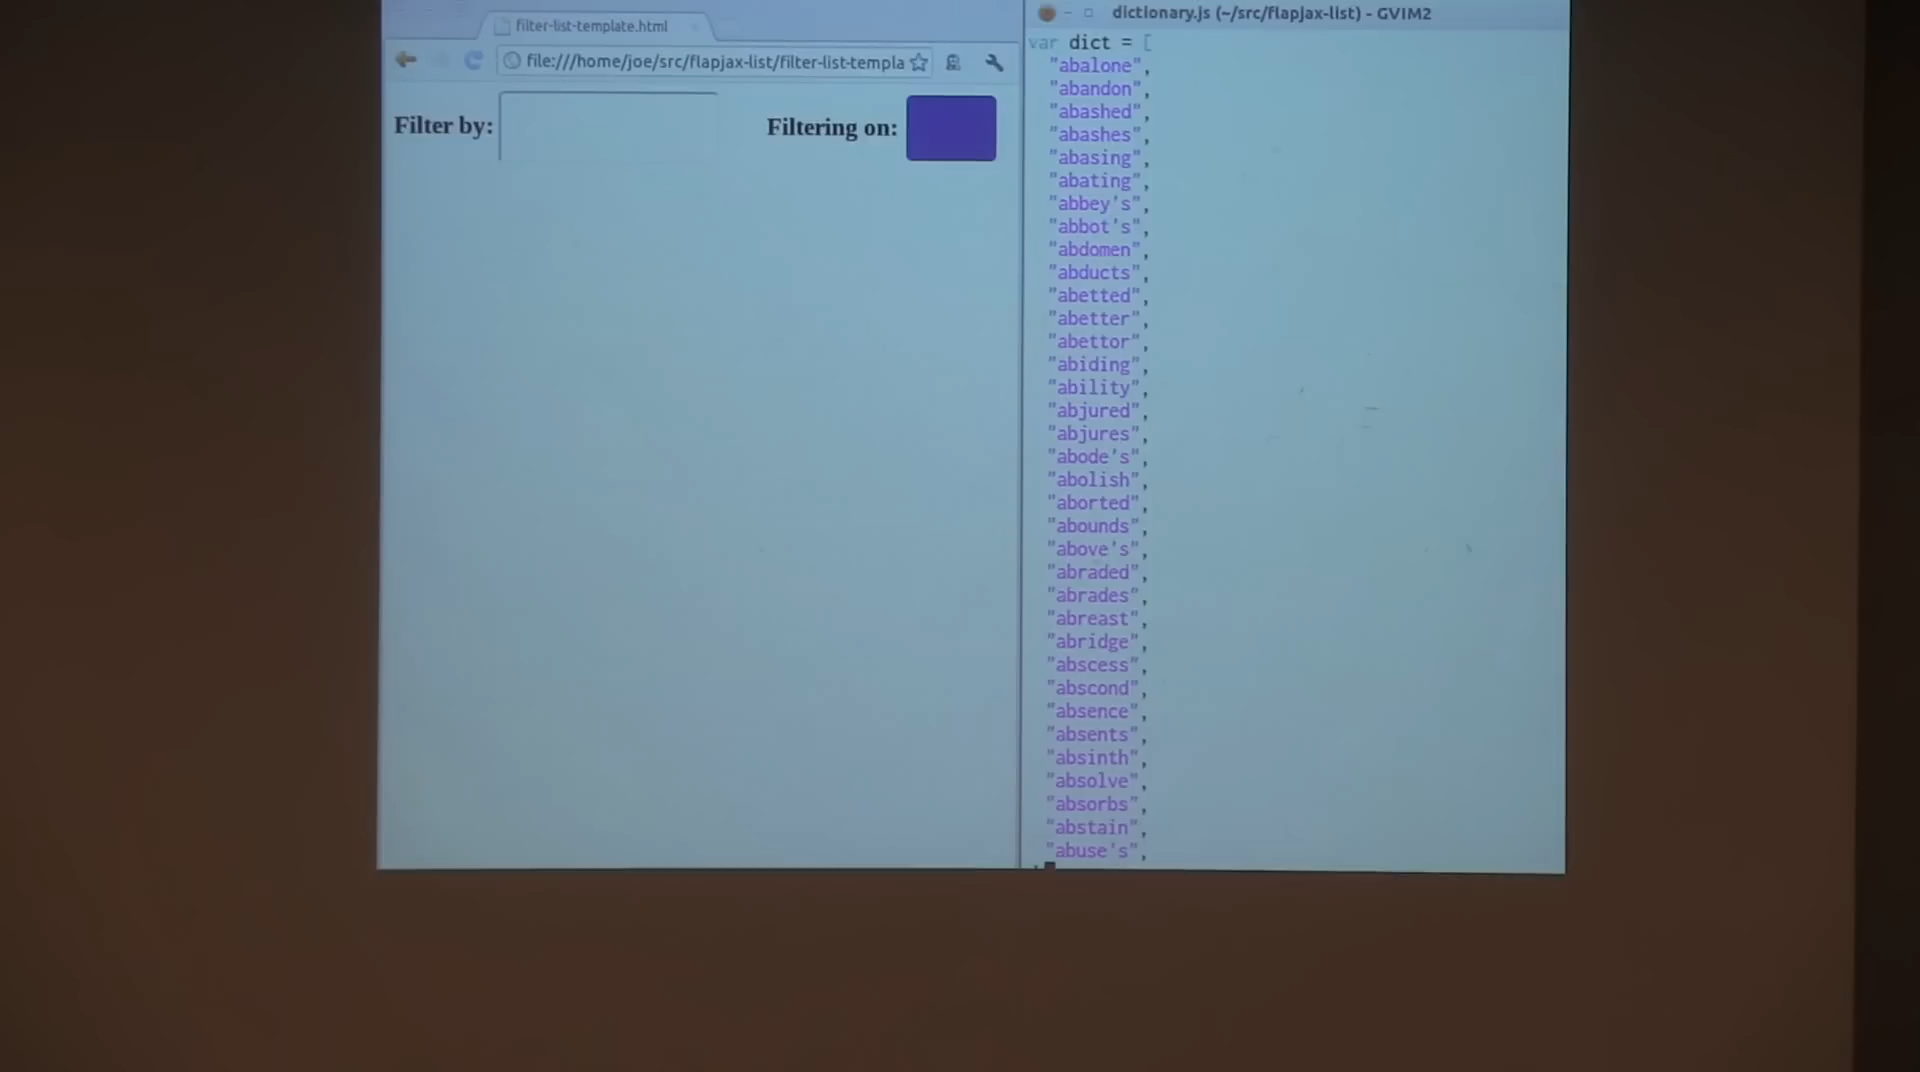 filter-list-template.html
file:///home/joe/src/flapjax-list/filter-list-templa
Filter by:
Filtering on:
dictionary.js (~/src/flapjax-list) - GVIM2
var dict = [
"abalone",
"abandon",
"abashed",
"abashes",
"abasing",
"abating",
"abbey's",
"abbot's",
"abdomen",
"abducts",
"abetted",
"abetter",
"abettor",
"abiding",
"ability",
"abjured",
"abjures",
"abode's",
"abolish",
"aborted",
"abounds",
"above's",
"abraded",
"abrades",
"abreast",
"abridge",
"abscess",
"abscond",
"absence",
"absents",
"absinth",
"absolve",
"absorbs",
"abstain",
"abuse's",